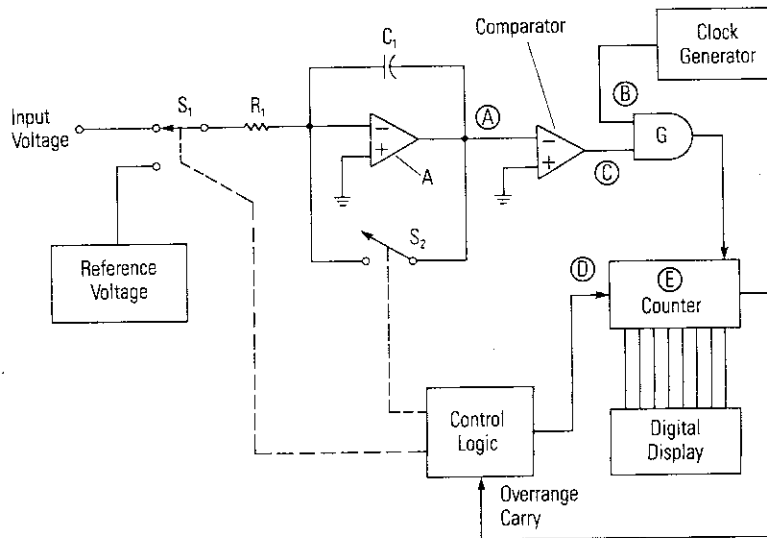 C1
Comparator
Clock
Generator
Input
Voltage
S1
R1
A
B
G
A
C
S2
Reference
Voltage
D
E
Counter
Control
Logic
Digital
Display
Overrange
Carry